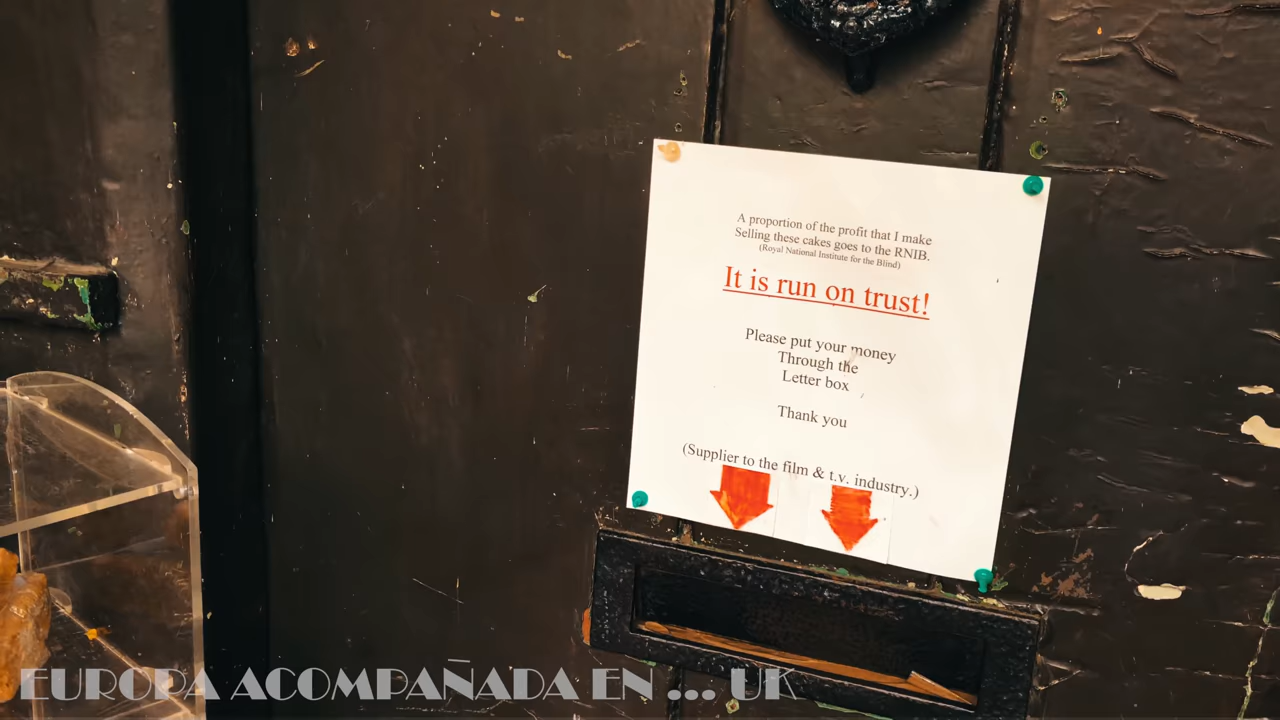 A proportion of the profit that I make
Selling these cakes goes to the RNIB.
(Royal National Institute for the Blind)
It is run on trust!
Please put your money
Through the
Letter box
Thank you
(Supplier to the film & t.v. industry.)
EUROPA ACOMPAÑADA EN ... UK